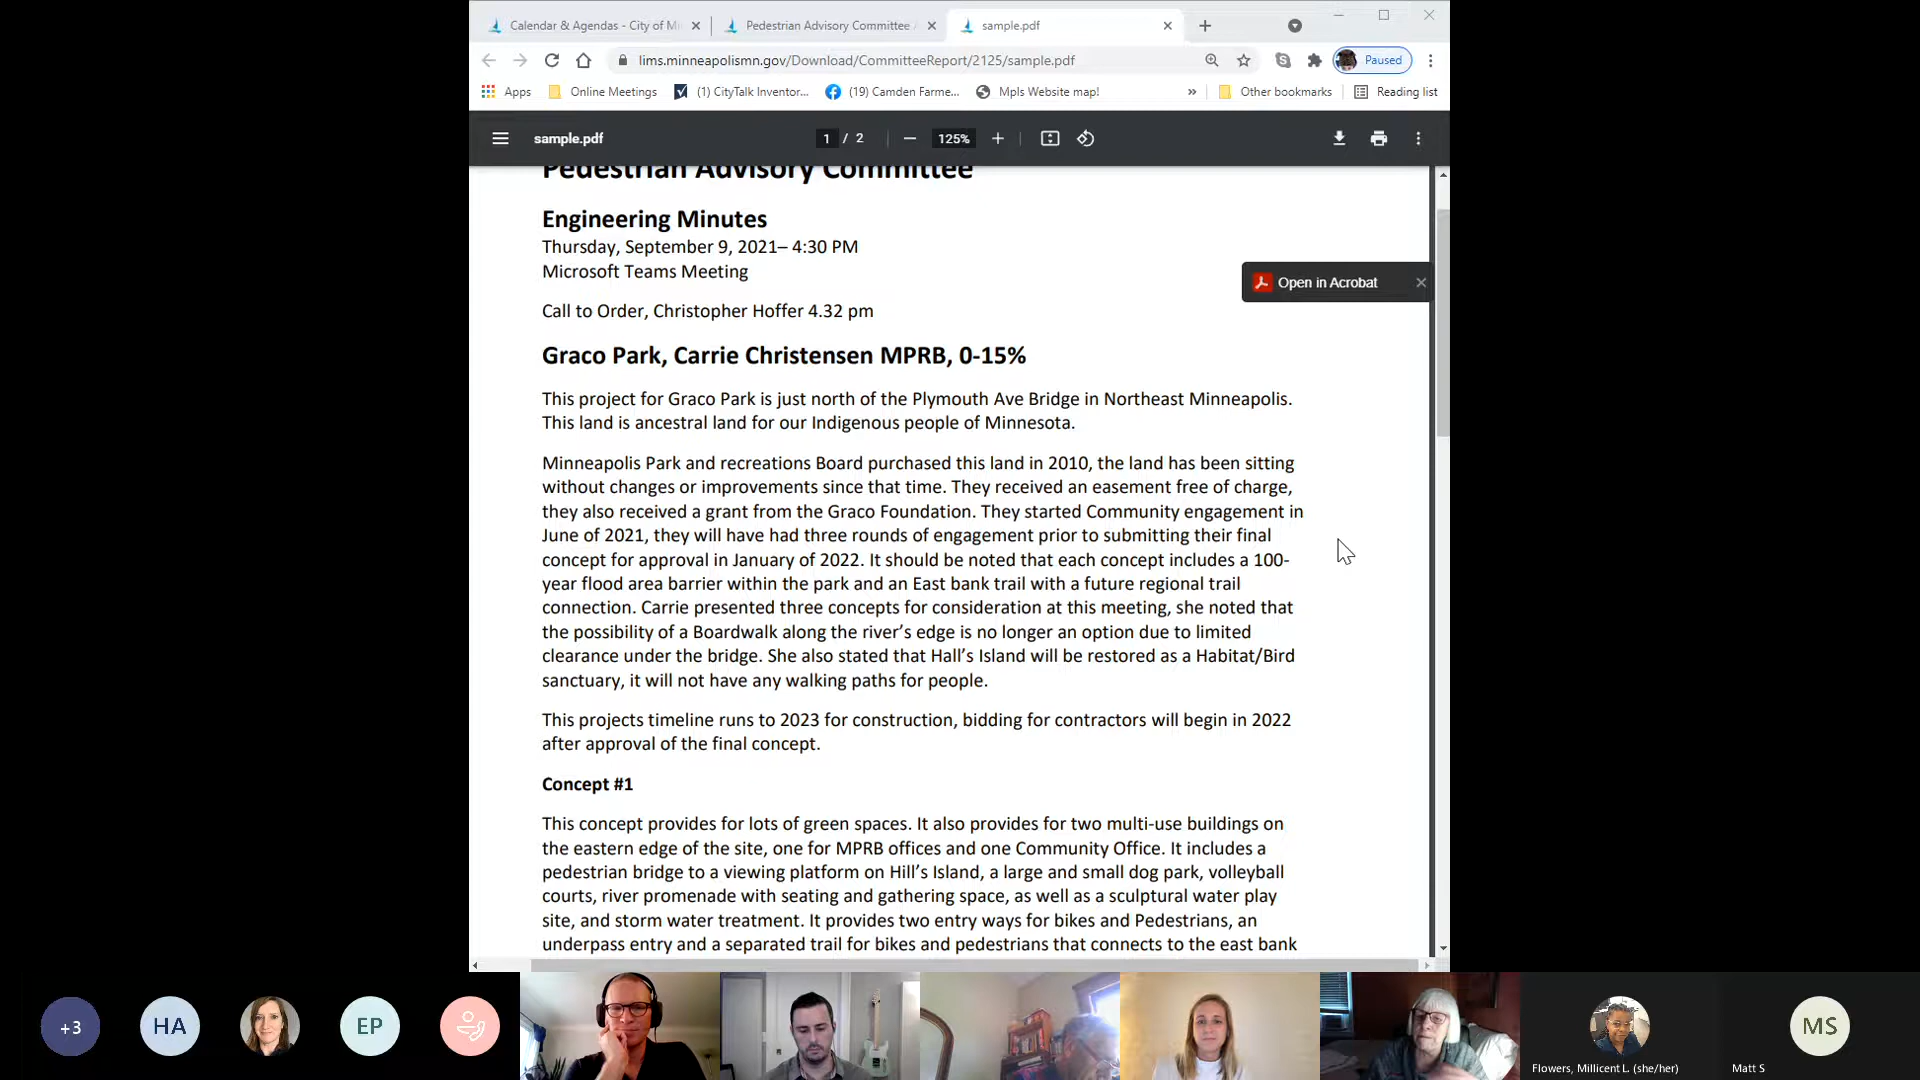 Calendar & Agendas - City of Mi
Pedestrian Advisory Committee
sample.pdf
lims.minneapolismn.gov/Download/CommitteeReport/2125/sample.pdf
Paused
Apps
Online Meetings
(1) CityTalk Inventor...
(19) Camden Farme...
Mpls Website map!
»
Other bookmarks
Reading list
sample.pdf
1 / 2
125%
Pedestrian Advisory Committee
Engineering Minutes
Thursday, September 9, 2021– 4:30 PM
Microsoft Teams Meeting
Open in Acrobat
Call to Order, Christopher Hoffer 4.32 pm
Graco Park, Carrie Christensen MPRB, 0-15%
This project for Graco Park is just north of the Plymouth Ave Bridge in Northeast Minneapolis.
This land is ancestral land for our Indigenous people of Minnesota.
Minneapolis Park and recreations Board purchased this land in 2010, the land has been sitting
without changes or improvements since that time. They received an easement free of charge,
they also received a grant from the Graco Foundation. They started Community engagement in
June of 2021, they will have had three rounds of engagement prior to submitting their final
concept for approval in January of 2022. It should be noted that each concept includes a 100-
year flood area barrier within the park and an East bank trail with a future regional trail
connection. Carrie presented three concepts for consideration at this meeting, she noted that
the possibility of a Boardwalk along the river’s edge is no longer an option due to limited
clearance under the bridge. She also stated that Hall’s Island will be restored as a Habitat/Bird
sanctuary, it will not have any walking paths for people.
This projects timeline runs to 2023 for construction, bidding for contractors will begin in 2022
after approval of the final concept.
Concept #1
This concept provides for lots of green spaces. It also provides for two multi-use buildings on
the eastern edge of the site, one for MPRB offices and one Community Office. It includes a
pedestrian bridge to a viewing platform on Hill’s Island, a large and small dog park, volleyball
courts, river promenade with seating and gathering space, as well as a sculptural water play
site, and storm water treatment. It provides two entry ways for bikes and Pedestrians, an
underpass entry and a separated trail for bikes and pedestrians that connects to the east bank
+3
HA
EP
MS
Flowers, Millicent L. (she/her)
Matt S